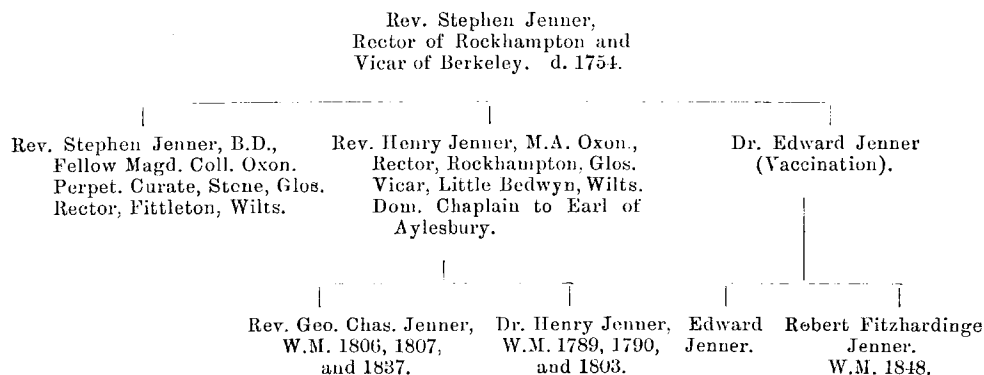 Rev. Stephen Jenner,
Rector of Rockhampton and
Vicar of Berkeley. d. 1754.
Rev. Stephen Jenner, B.D.,
Fellow Magd. Coll. Oxon.
Perpet. Curate, Stone, Glos.
Rector, Fittleton, Wilts.
Rev. Henry Jenner, M.A. Oxon.,
Rector, Rockhampton, Glos.
Vicar, Little Bedwyn, Wilts.
Dom. Chaplain to Earl of
Aylesbury.
Dr. Edward Jenner
(Vaccination).
Rev. Geo. Chas. Jenner,
W.M. 1806, 1807,
and 1837.
Dr. Henry Jenner,
W.M. 1789, 1790,
and 1803.
Edward
Jenner.
Robert Fitzhardinge
Jenner.
W.M. 1848.